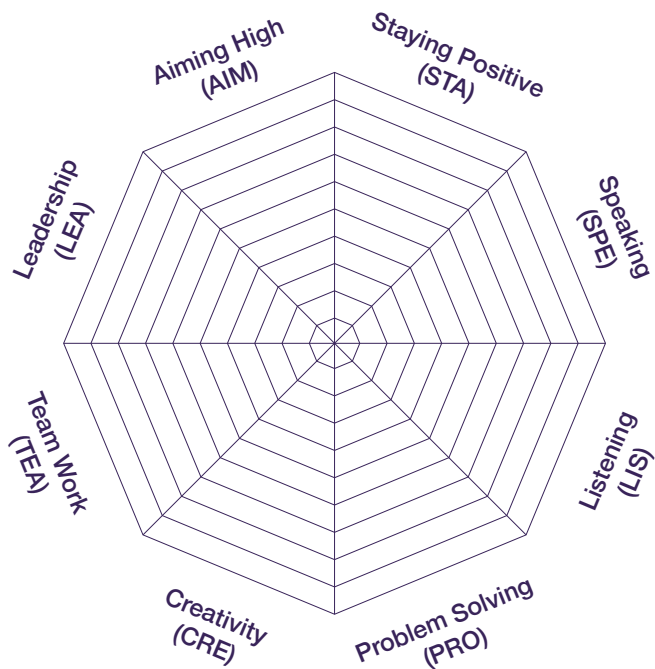 Aiming High
(AIM)
Staying Positive
(STA)
Speaking
(SPE)
Listening
(LIS)
Problem Solving
(PRO)
Creativity
(CRE)
Team Work
(TEA)
Leadership
(LEA)